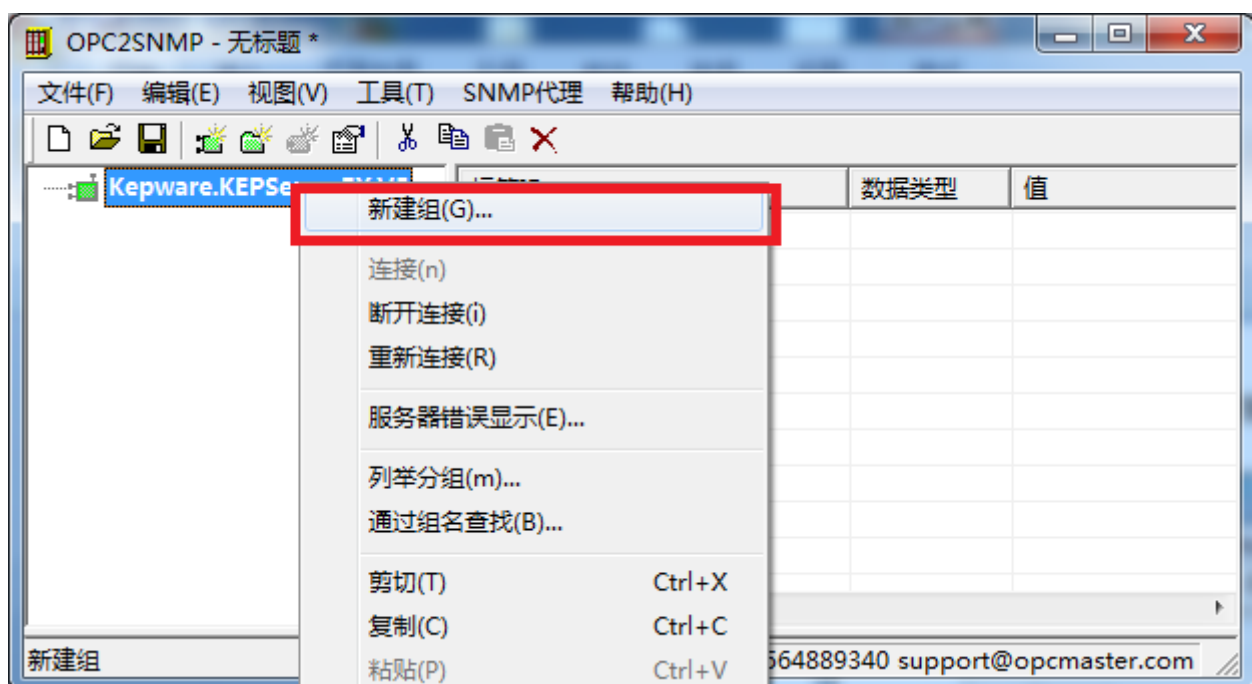 OPC2SNMP - 无标题 *
文件(F) 编辑(E) 视图(V) 工具(T) SNMP代理 帮助(H)
Kepware.KEPSe
数据类型 值
新建组(G)...
连接(n)
断开连接(i)
重新连接(R)
服务器错误显示(E)...
列举分组(m)...
通过组名查找(B)...
剪切(T) Ctrl+X
复制(C) Ctrl+C
粘贴(P) Ctrl+V
新建组
564889340 support@opcmaster.com